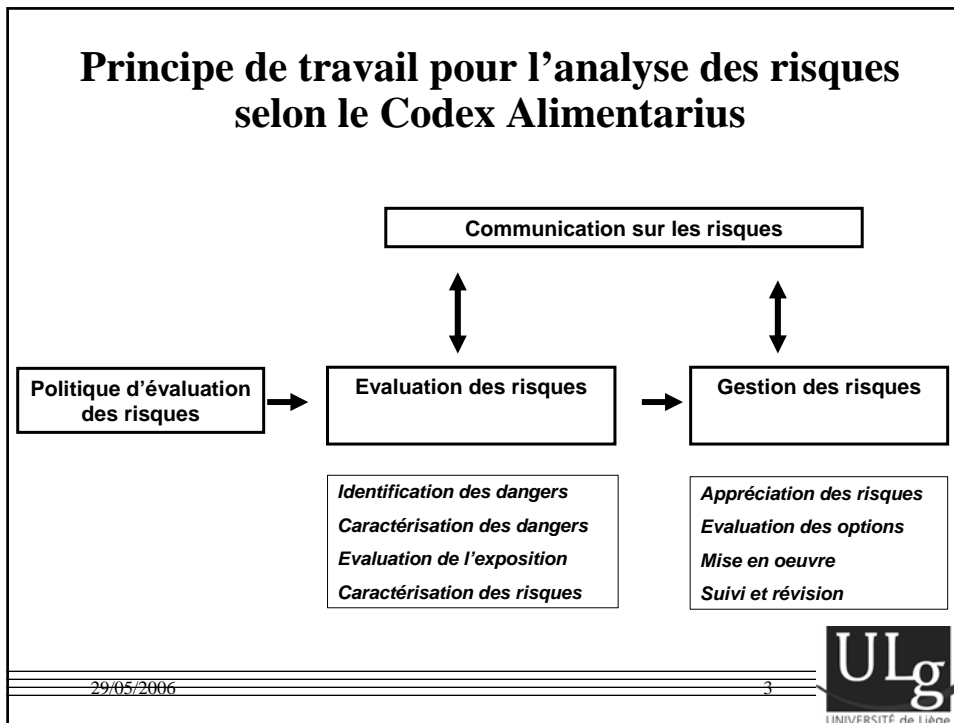 Principe de travail pour l'analyse des risques
selon le Codex Alimentarius
Communication sur les risques
Politique d'évaluation
des risques
Evaluation des risques
Gestion des risques
Identification des dangers
Caractérisation des dangers
Evaluation de l'exposition
Caractérisation des risques
Appréciation des risques
Evaluation des options
Mise en oeuvre
Suivi et révision
29/05/2006
3
ULg
UNIVERSITÉ de Liège